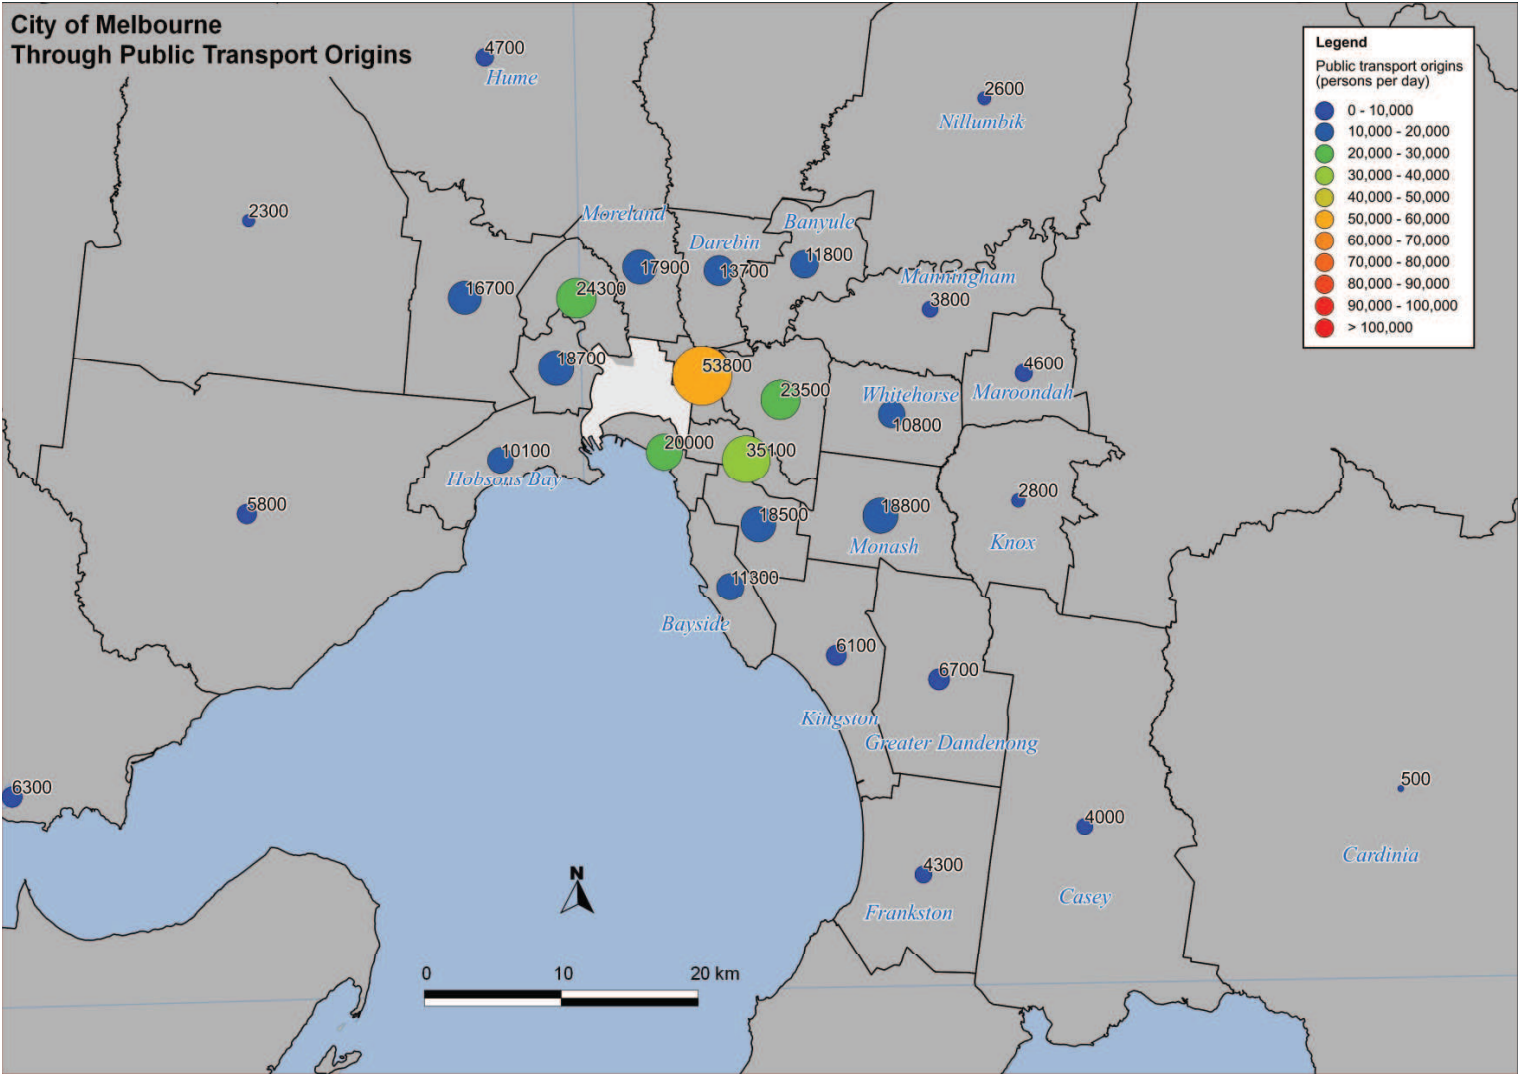 City of Melbourne
Through Public Transport Origins
Legend
Public transport origins
(persons per day)
0 - 10,000
10,000 - 20,000
20,000 - 30,000
30,000 - 40,000
40,000 - 50,000
50,000 - 60,000
60,000 - 70,000
70,000 - 80,000
80,000 - 90,000
90,000 - 100,000
> 100,000
4700
Hume
2600
Nillumbik
2300
Moreland
Banyule
Darebin
11800
17900
13700
Manningham
16700
24300
3800
18700
53800
4600
23500
Whitehorse
Maroondah
10800
20000
35100
10100
Hobsons Bay
5800
2800
18500
18800
Monash
Knox
11300
Bayside
6100
6700
Kingston
Greater Dandenong
6300
500
4000
Cardinia
4300
Casey
Frankston
N
0 10 20 km